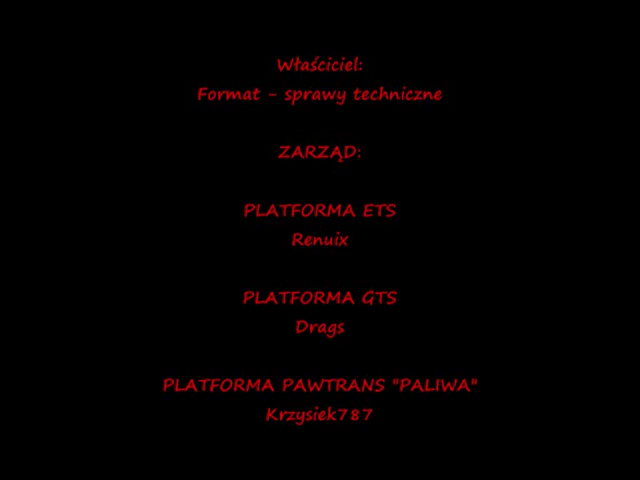 Właściciel:
Format - sprawy techniczne
ZARZĄD:
PLATFORMA ETS
Renuix
PLATFORMA GTS
Drags
PLATFORMA PAWTRANS "PALIWA"
Krzysiek787